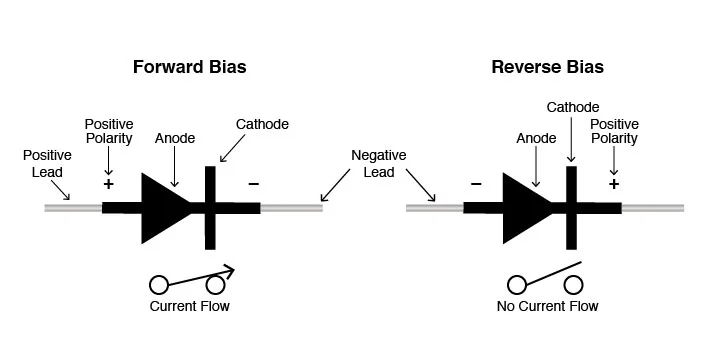 Forward Bias
Positive
Polarity
Anode
Cathode
Positive
Lead
+
−
Current Flow
Negative
Lead
Reverse Bias
Cathode
Anode
Positive
Polarity
−
+
No Current Flow